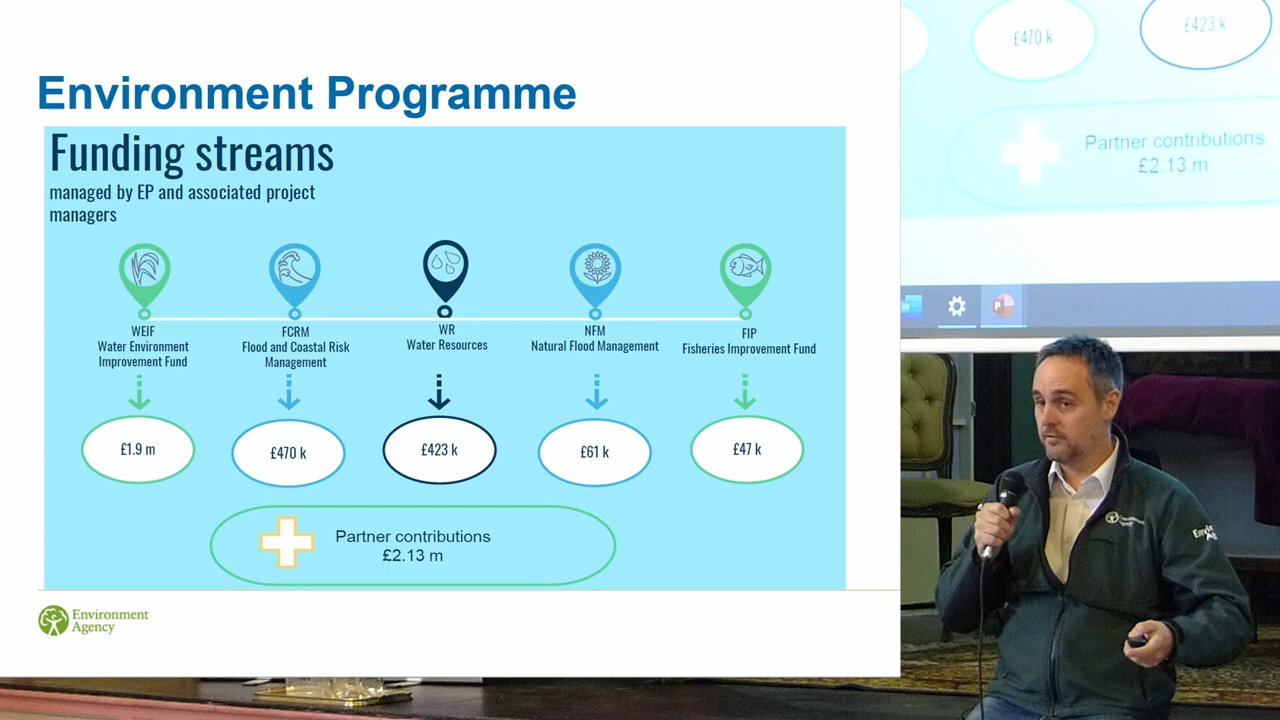 Environment Programme
Funding streams
managed by EP and associated project
managers
WEIF
Water Environment
Improvement Fund
FCRM
Flood and Coastal Risk
Management
WR
Water Resources
NFM
Natural Flood Management
FIP
Fisheries Improvement Fund
£1.9 m
£470 k
£423 k
£61 k
£47 k
Partner contributions
£2.13 m
Environment
Agency
£470 k
£423 k
Partner contributions
£2.13 m